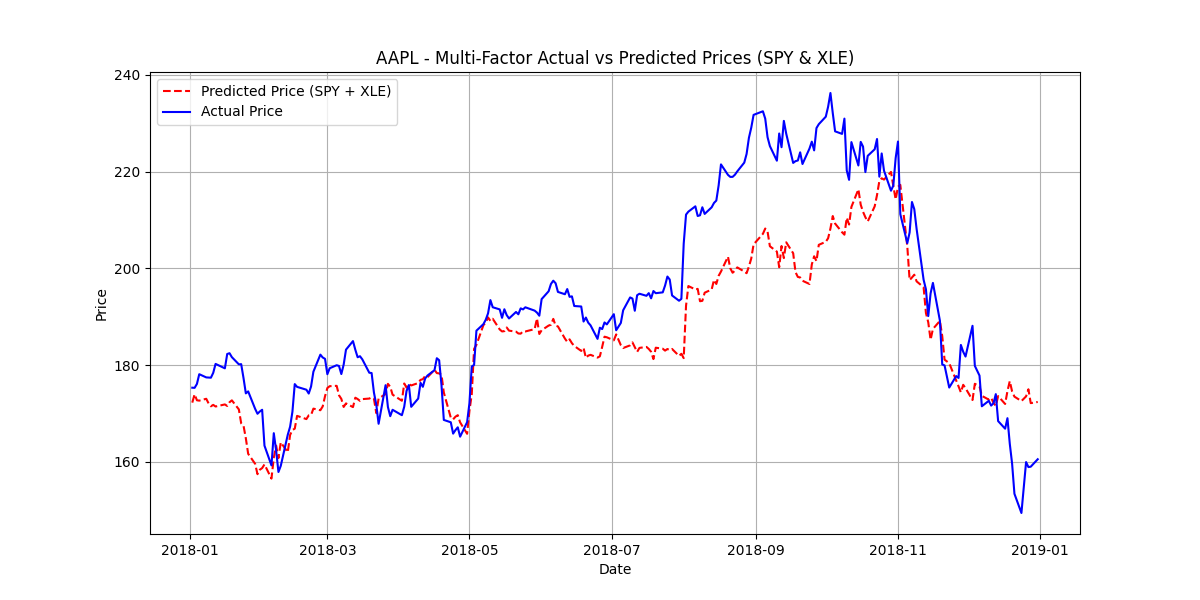 AAPL - Multi-Factor Actual vs Predicted Prices (SPY & XLE)
Predicted Price (SPY + XLE)
Actual Price
Price
240
220
200
180
160
2018-01 2018-03 2018-05 2018-07 2018-09 2018-11 2019-01
Date